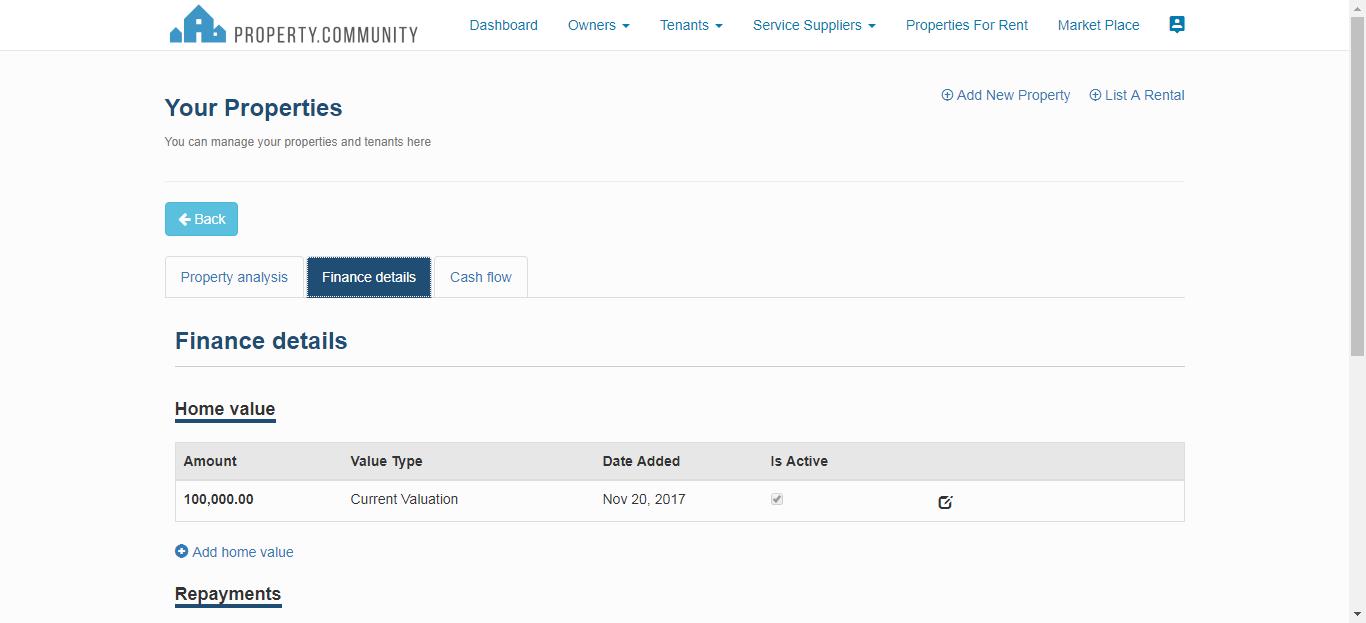 PROPERTY.COMMUNITY Dashboard Owners Tenants Service Suppliers Properties For Rent Market Place
Your Properties
Add New Property List A Rental
You can manage your properties and tenants here
Back
Property analysis Finance details Cash flow
Finance details
Home value
Amount Value Type Date Added Is Active
100,000.00 Current Valuation Nov 20, 2017
Add home value
Repayments